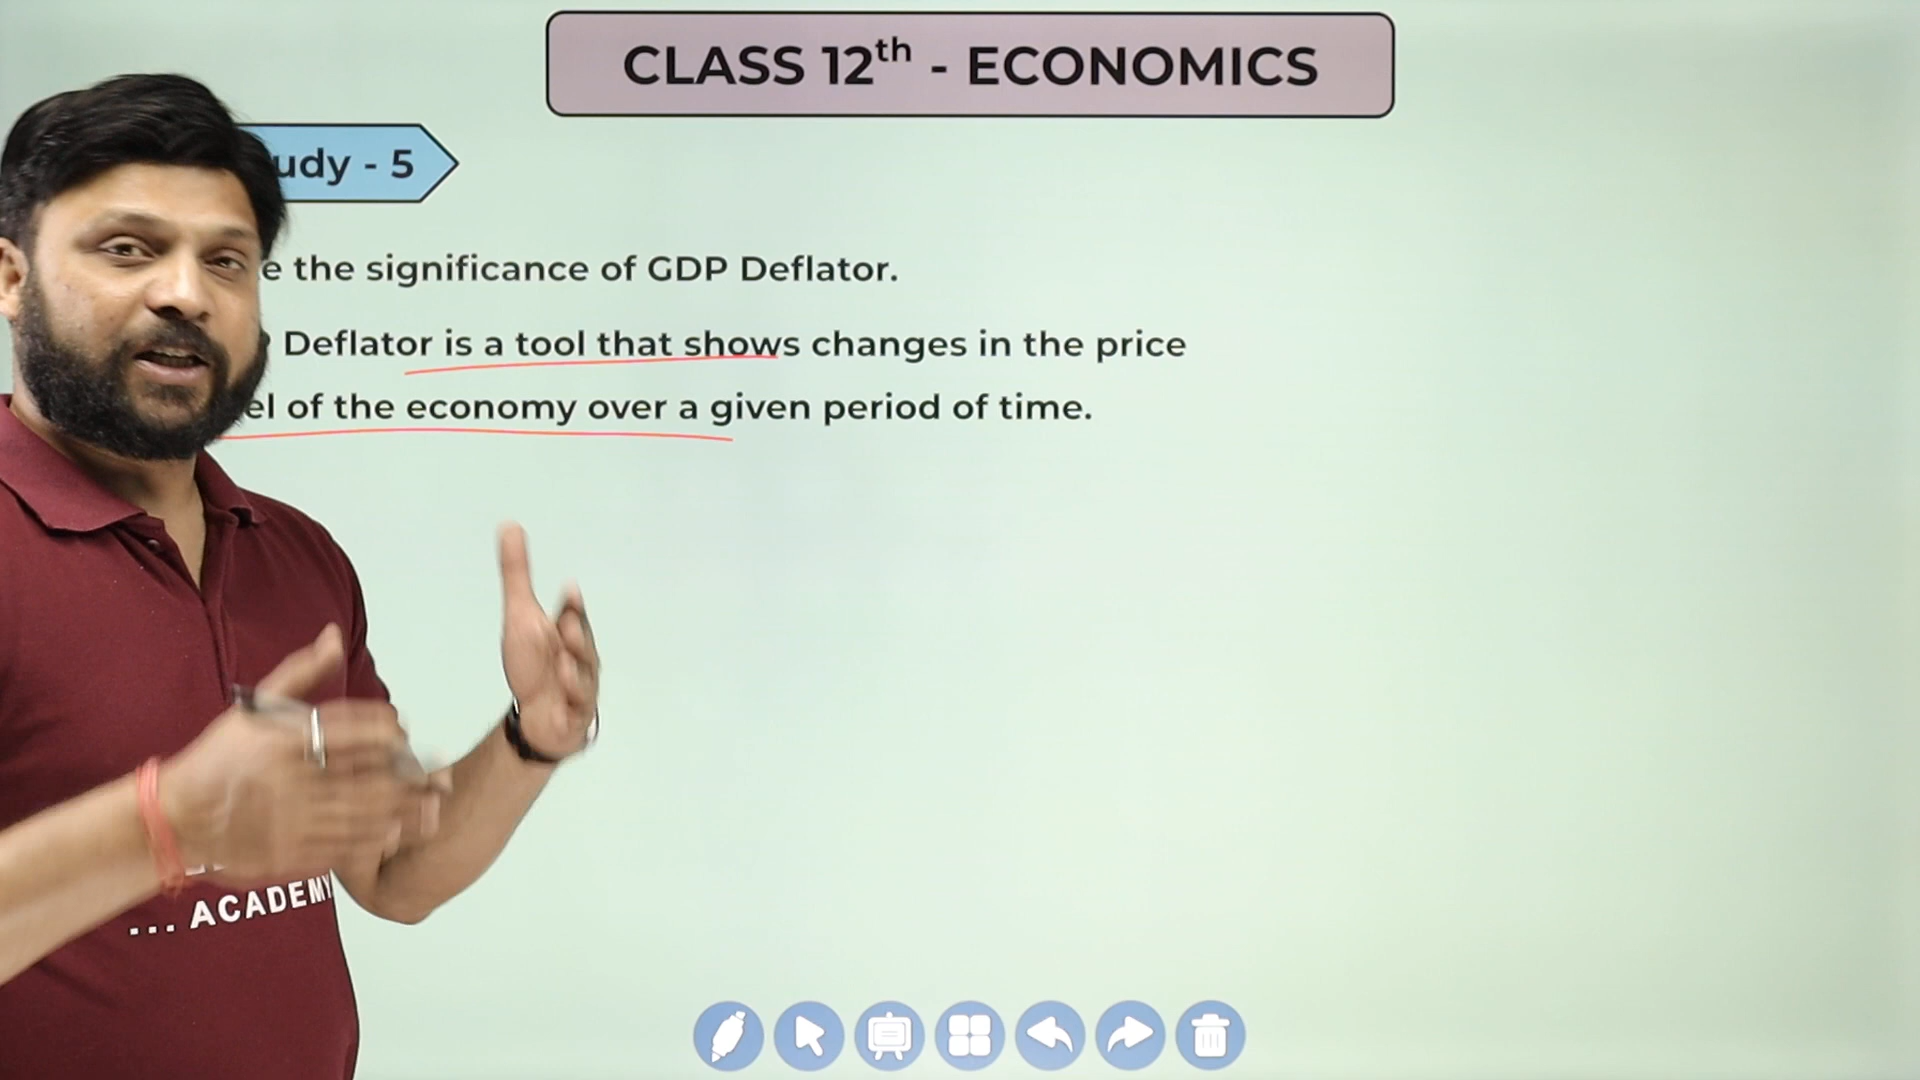 CLASS 12th - ECONOMICS
udy - 5
e the significance of GDP Deflator.
Deflator is a tool that shows changes in the price
el of the economy over a given period of time.
... ACADEMY